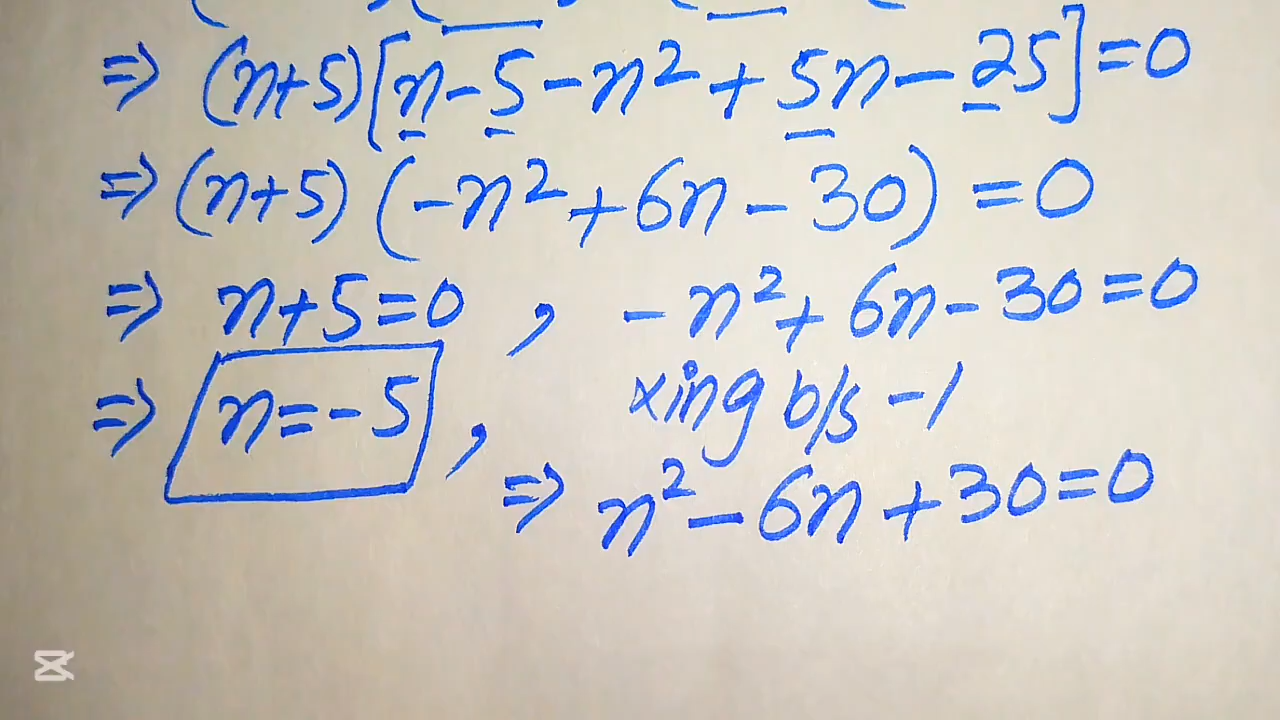 ⇒ (n+5)[n-5-n²+5n-25]=0
⇒ (n+5)(-n²+6n-30)=0
⇒ n+5=0 , -n²+6n-30=0
⇒ n=-5 , xing b/s -1
⇒ n²-6n+30=0